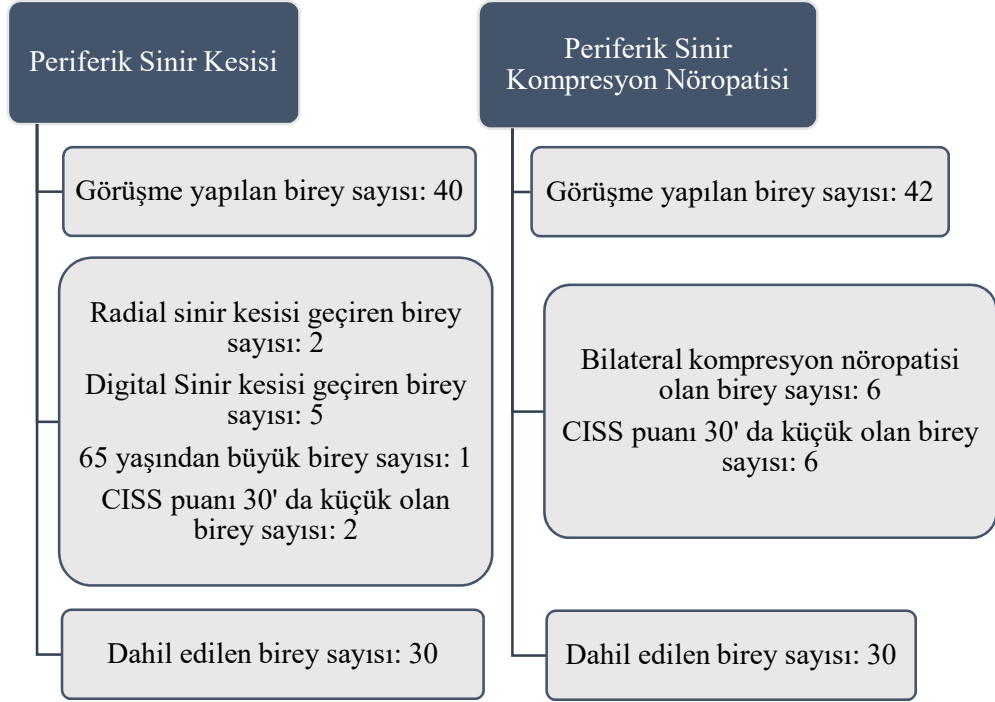 Periferik Sinir Kesisi
Görüşme yapılan birey sayısı: 40
Radial sinir kesisi geçiren birey
sayısı: 2
Digital Sinir kesisi geçiren birey
sayısı: 5
65 yaşından büyük birey sayısı: 1
CISS puanı 30' da küçük olan
birey sayısı: 2
Dahil edilen birey sayısı: 30
Periferik Sinir
Kompresyon Nöropatisi
Görüşme yapılan birey sayısı: 42
Bilateral kompresyon nöropatisi
olan birey sayısı: 6
CISS puanı 30' da küçük olan birey
sayısı: 6
Dahil edilen birey sayısı: 30